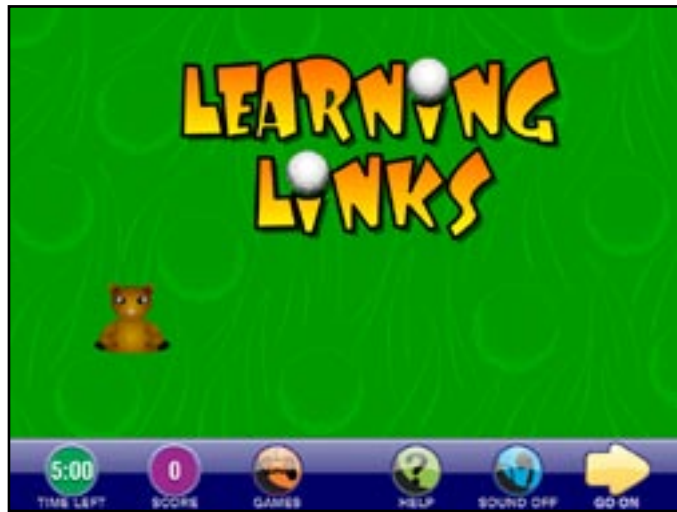 LEARNING
LINKS
5:00
0
?
TIME LEFT
SCORE
GAMES
HELP
SOUND OFF
GO ON